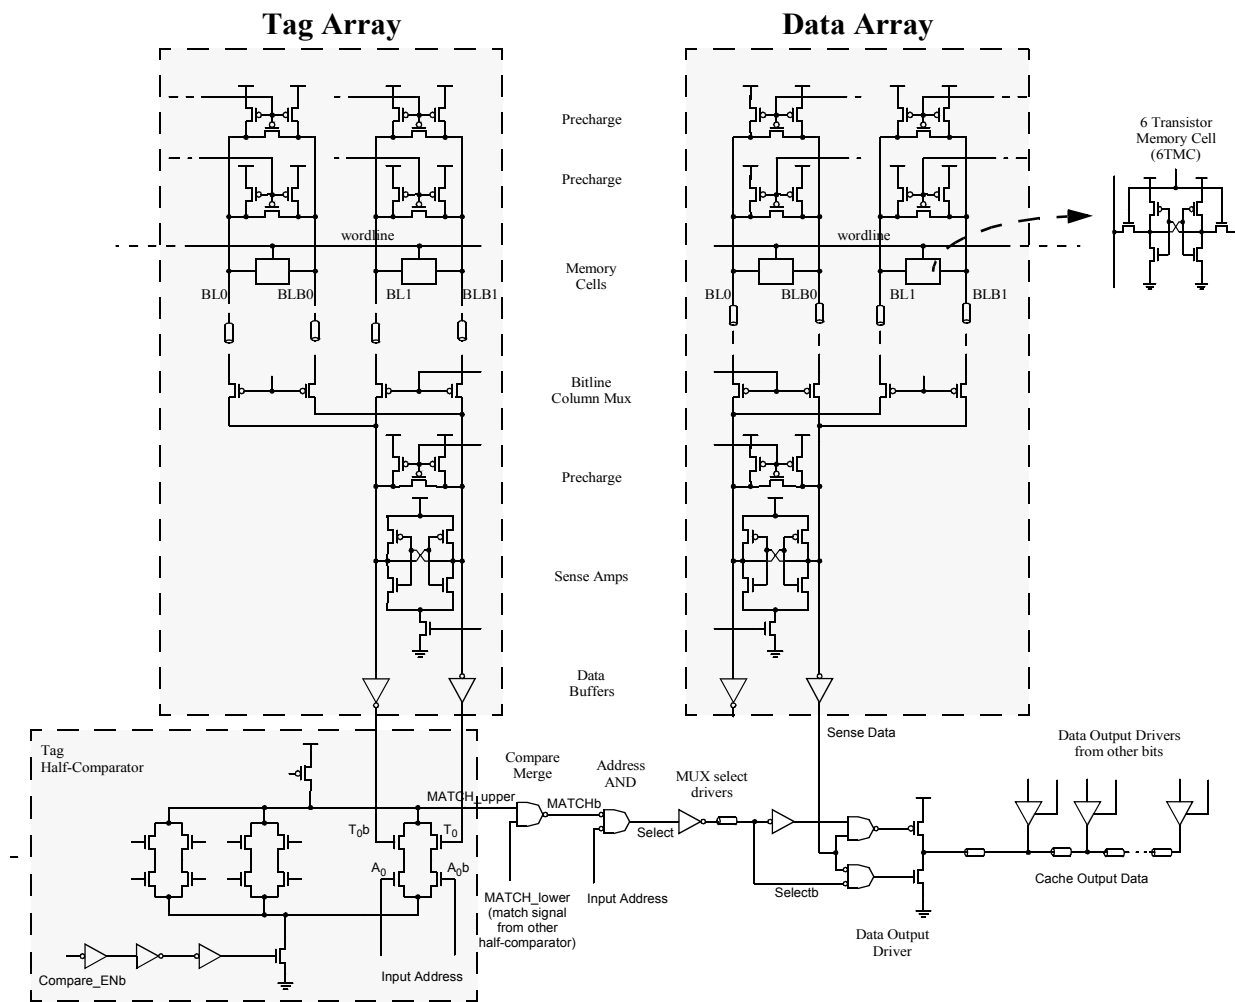 Tag Array
Data Array
Precharge
6 Transistor
Memory Cell
(6TMC)
Precharge
wordline
wordline
Memory
Cells
BL0
BLB0
BL1
BLB1
BL0
BLB0
BL1
BLB1
Bitline
Column Mux
Precharge
Sense Amps
Data
Buffers
Sense Data
Tag
Half-Comparator
Compare
Merge
Address
AND
MUX select
drivers
Data Output Drivers
from other bits
MATCH_upper
MATCHb
Select
T0b
T0
A0
A0b
MATCH_lower
(match signal
from other
half-comparator)
Input Address
Selectb
Cache Output Data
Data Output
Driver
Compare_ENb
Input Address